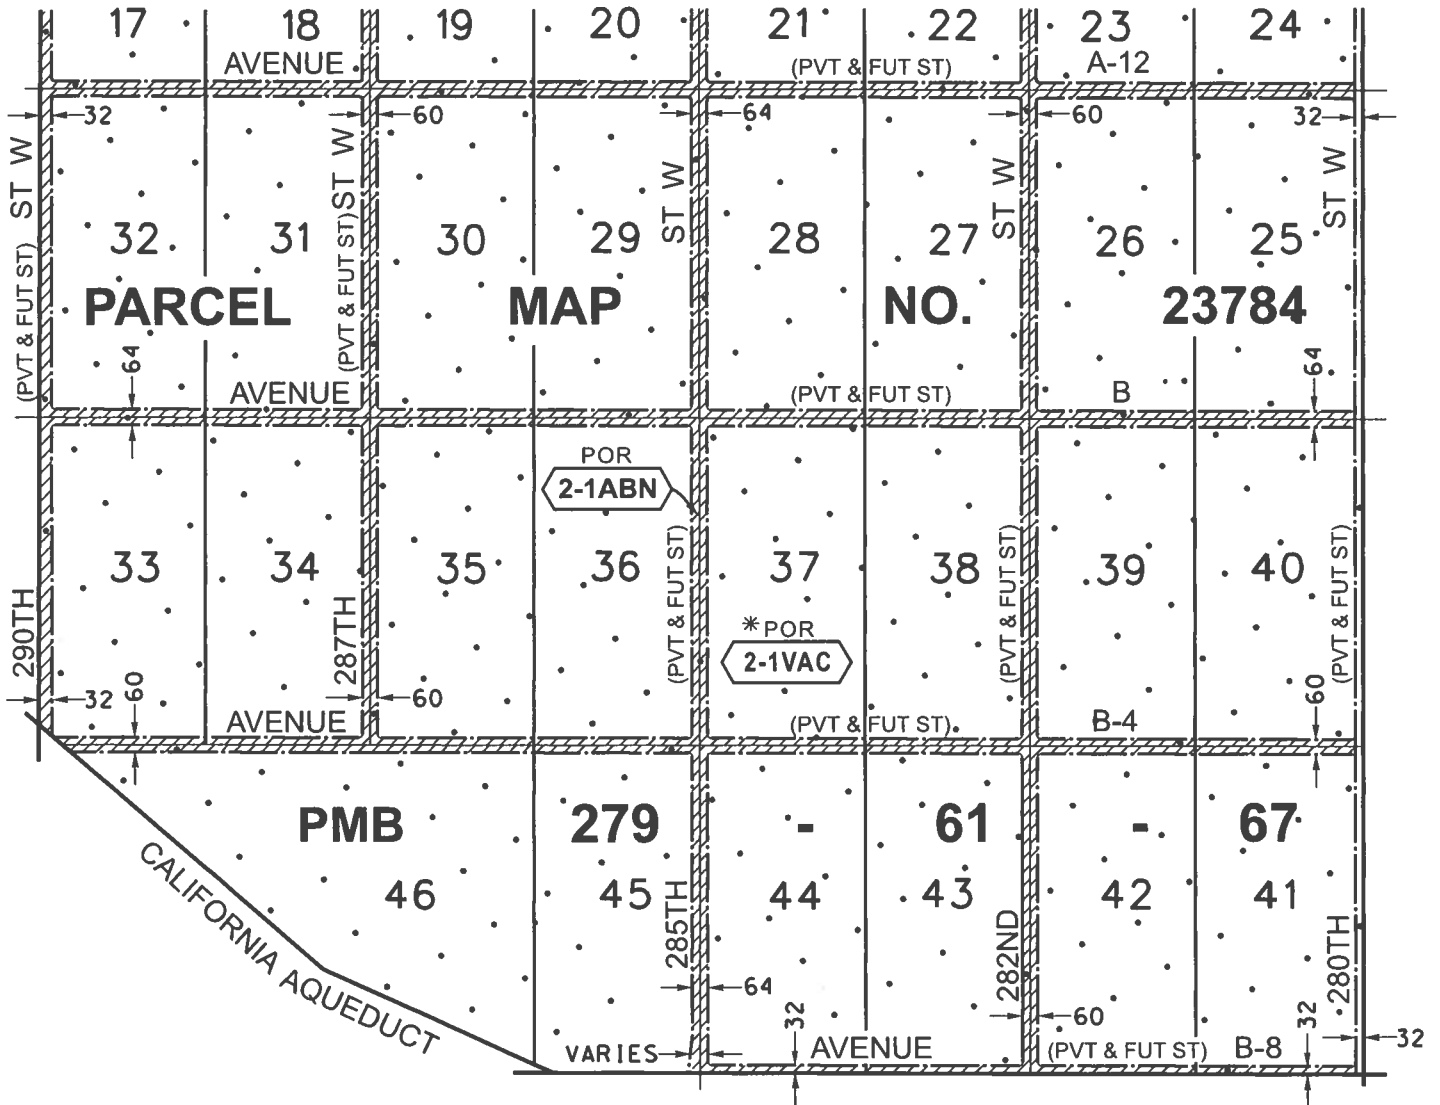 17 18 19 20 21 22 23 24
AVENUE (PVT & FUT ST) A-12
32 60 64 60 32
ST W
(PVT & FUT ST)
ST W
(PVT & FUT ST)
ST W
ST W
ST W
32 31 30 29 28 27 26 25
PARCEL MAP NO. 23784
64 64
AVENUE (PVT & FUT ST) B
POR
2-1ABN
33 34 35 36 37 38 39 40
290TH
287TH
(PVT & FUT ST)
(PVT & FUT ST)
(PVT & FUT ST)
*POR
2-1VAC
32 60 60 60
AVENUE (PVT & FUT ST) B-4
PMB 279 - 61 - 67
46 45 44 43 42 41
CALIFORNIA AQUEDUCT
285TH
282ND
280TH
64 32 60 32 32
VARIES AVENUE (PVT & FUT ST) B-8